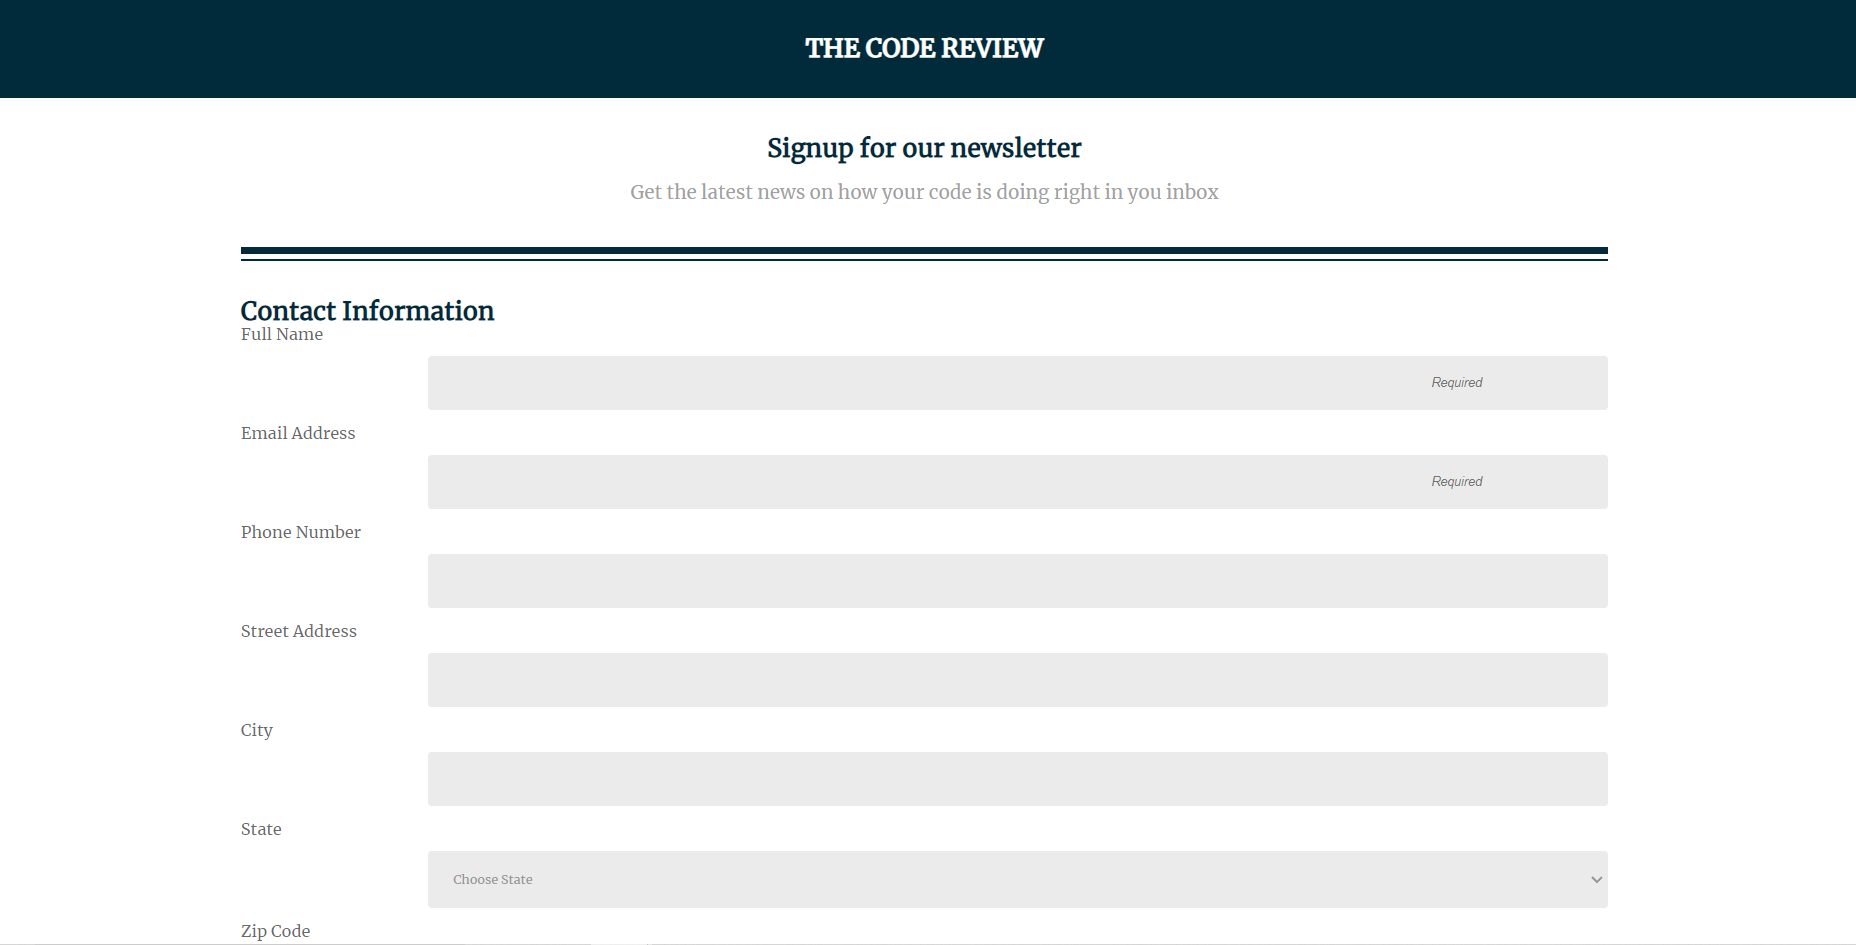 THE CODE REVIEW
Signup for our newsletter
Get the latest news on how your code is doing right in you inbox
Contact Information
Full Name
Required
Email Address
Required
Phone Number
Street Address
City
State
Choose State
Zip Code